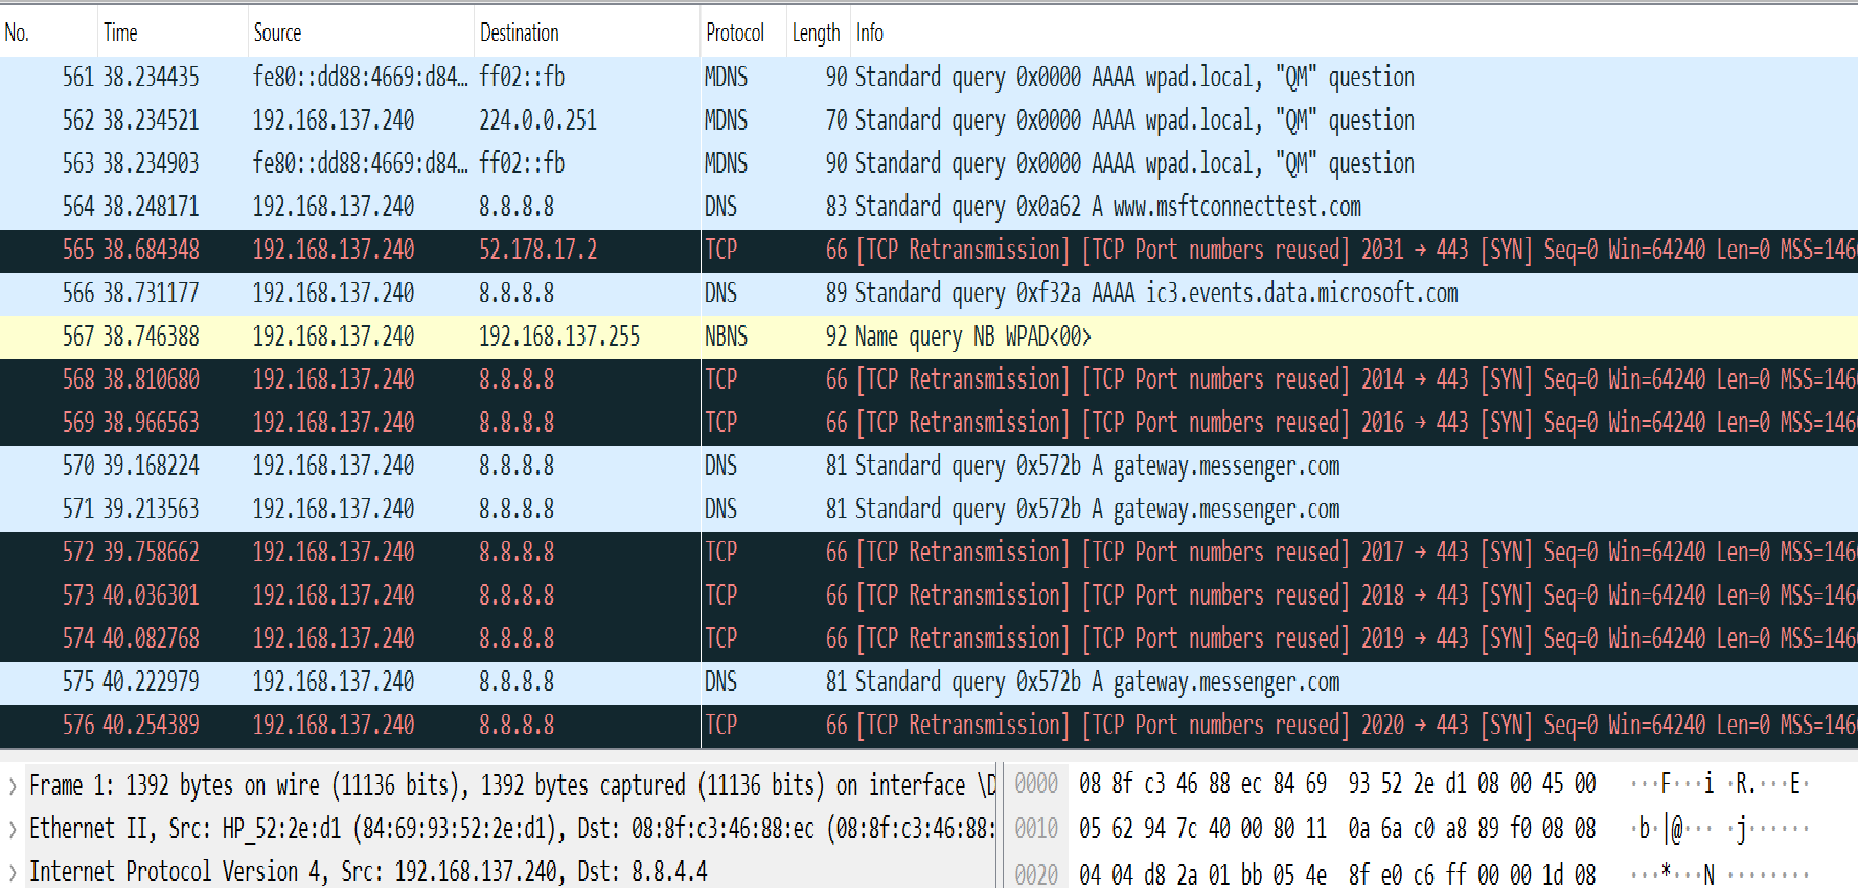 No. Time Source Destination Protocol Length Info
561 38.234435 fe80::dd88:4669:d84… ff02::fb MDNS 90 Standard query 0x0000 AAAA wpad.local, "QM" question
562 38.234521 192.168.137.240 224.0.0.251 MDNS 70 Standard query 0x0000 AAAA wpad.local, "QM" question
563 38.234903 fe80::dd88:4669:d84… ff02::fb MDNS 90 Standard query 0x0000 AAAA wpad.local, "QM" question
564 38.248171 192.168.137.240 8.8.8.8 DNS 83 Standard query 0x0a62 A www.msftconnecttest.com
565 38.684348 192.168.137.240 52.178.17.2 TCP 66 [TCP Retransmission] [TCP Port numbers reused] 2031 → 443 [SYN] Seq=0 Win=64240 Len=0 MSS=146
566 38.731177 192.168.137.240 8.8.8.8 DNS 89 Standard query 0xf32a AAAA ic3.events.data.microsoft.com
567 38.746388 192.168.137.240 192.168.137.255 NBNS 92 Name query NB WPAD<00>
568 38.810680 192.168.137.240 8.8.8.8 TCP 66 [TCP Retransmission] [TCP Port numbers reused] 2014 → 443 [SYN] Seq=0 Win=64240 Len=0 MSS=146
569 38.966563 192.168.137.240 8.8.8.8 TCP 66 [TCP Retransmission] [TCP Port numbers reused] 2016 → 443 [SYN] Seq=0 Win=64240 Len=0 MSS=146
570 39.168224 192.168.137.240 8.8.8.8 DNS 81 Standard query 0x572b A gateway.messenger.com
571 39.213563 192.168.137.240 8.8.8.8 DNS 81 Standard query 0x572b A gateway.messenger.com
572 39.758662 192.168.137.240 8.8.8.8 TCP 66 [TCP Retransmission] [TCP Port numbers reused] 2017 → 443 [SYN] Seq=0 Win=64240 Len=0 MSS=146
573 40.036301 192.168.137.240 8.8.8.8 TCP 66 [TCP Retransmission] [TCP Port numbers reused] 2018 → 443 [SYN] Seq=0 Win=64240 Len=0 MSS=146
574 40.082768 192.168.137.240 8.8.8.8 TCP 66 [TCP Retransmission] [TCP Port numbers reused] 2019 → 443 [SYN] Seq=0 Win=64240 Len=0 MSS=146
575 40.222979 192.168.137.240 8.8.8.8 DNS 81 Standard query 0x572b A gateway.messenger.com
576 40.254389 192.168.137.240 8.8.8.8 TCP 66 [TCP Retransmission] [TCP Port numbers reused] 2020 → 443 [SYN] Seq=0 Win=64240 Len=0 MSS=146
Frame 1: 1392 bytes on wire (11136 bits), 1392 bytes captured (11136 bits) on interface \D
Ethernet II, Src: HP_52:2e:d1 (84:69:93:52:2e:d1), Dst: 08:8f:c3:46:88:ec (08:8f:c3:46:88:
Internet Protocol Version 4, Src: 192.168.137.240, Dst: 8.8.4.4
0000 08 8f c3 46 88 ec 84 69 93 52 2e d1 08 00 45 00 ···F···i ·R.···E·
0010 05 62 94 7c 40 00 80 11 0a 6a c0 a8 89 f0 08 08 ·b·|@··· ·j······
0020 04 04 d8 2a 01 bb 05 4e 8f e0 c6 ff 00 00 1d 08 ···*···N ········